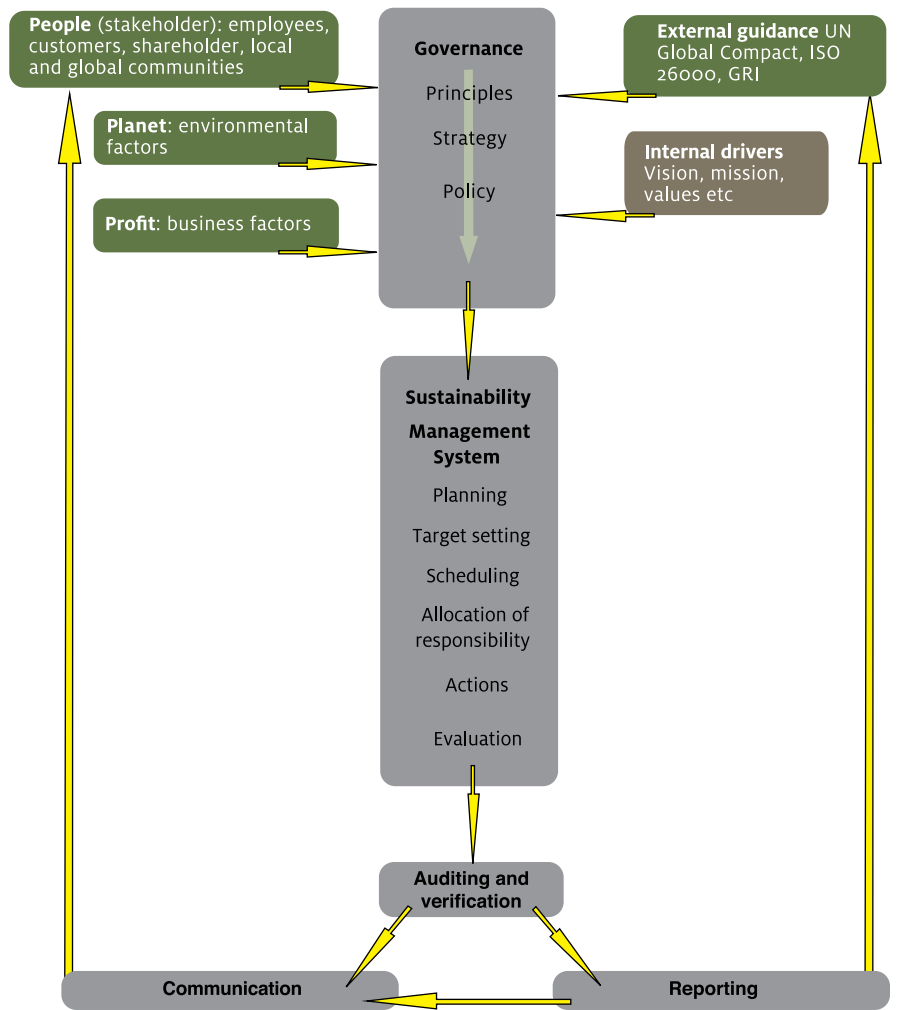 People (stakeholder): employees,
customers, shareholder, local
and global communities
Planet: environmental
factors
Profit: business factors
Governance
Principles
Strategy
Policy
External guidance UN
Global Compact, ISO
26000, GRI
Internal drivers
Vision, mission,
values etc
Sustainability
Management
System
Planning
Target setting
Scheduling
Allocation of
responsibility
Actions
Evaluation
Auditing and
verification
Communication
Reporting